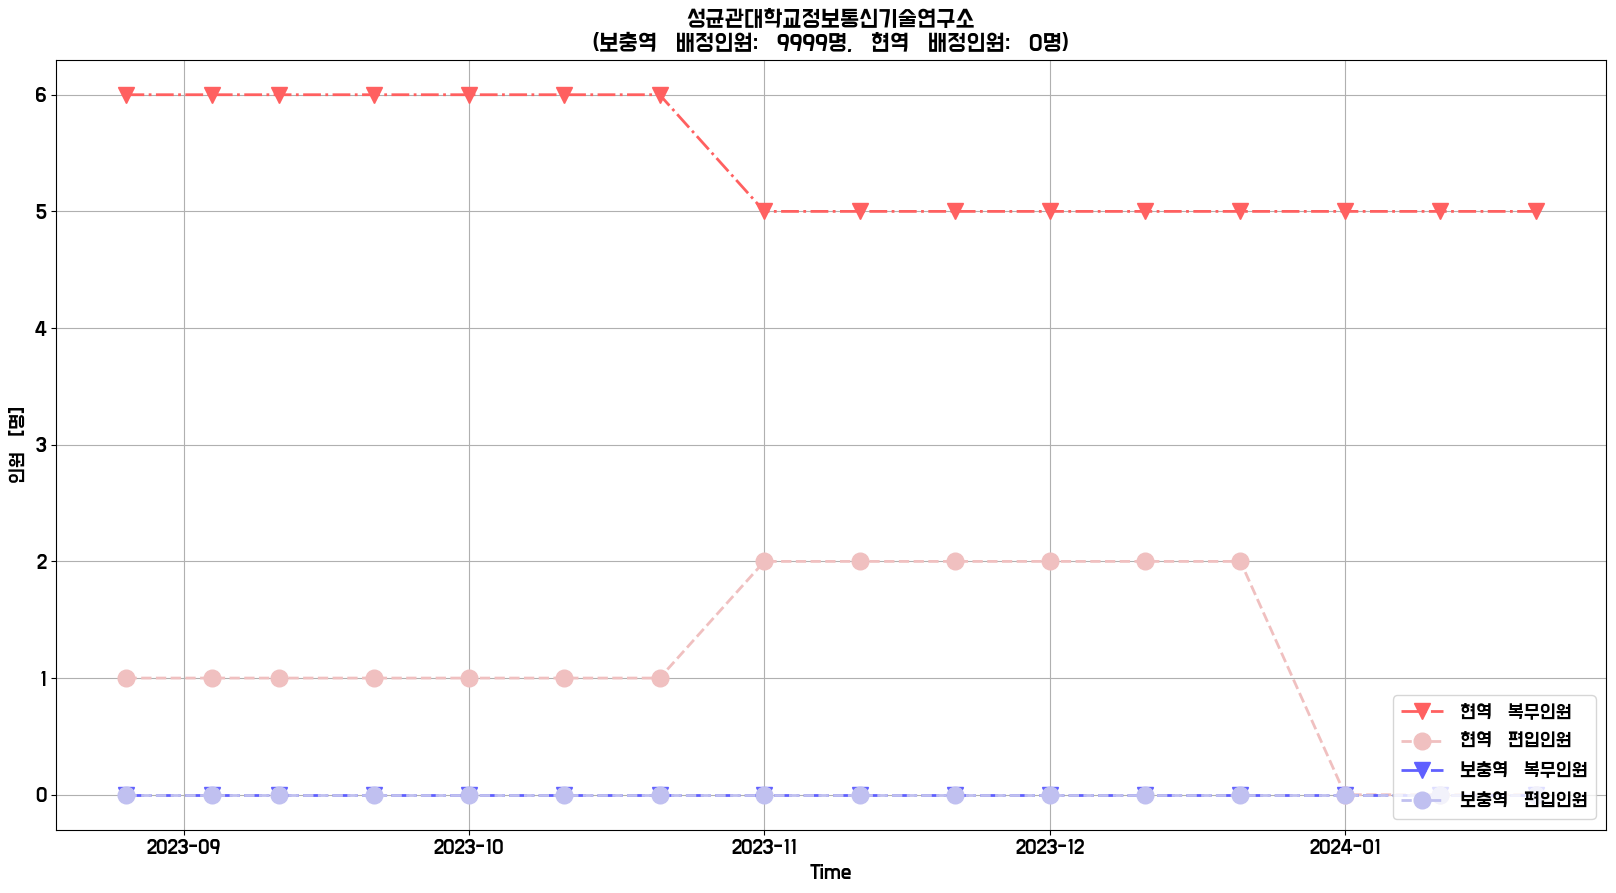 성균관대학교정보통신기술연구소
(보충역 배정인원: 9999명, 현역 배정인원: 0명)
6
5
4
3
2
1
0
인원 [명]
2023-09
2023-10
2023-11
2023-12
2024-01
Time
현역 복무인원
현역 편입인원
보충역 복무인원
보충역 편입인원